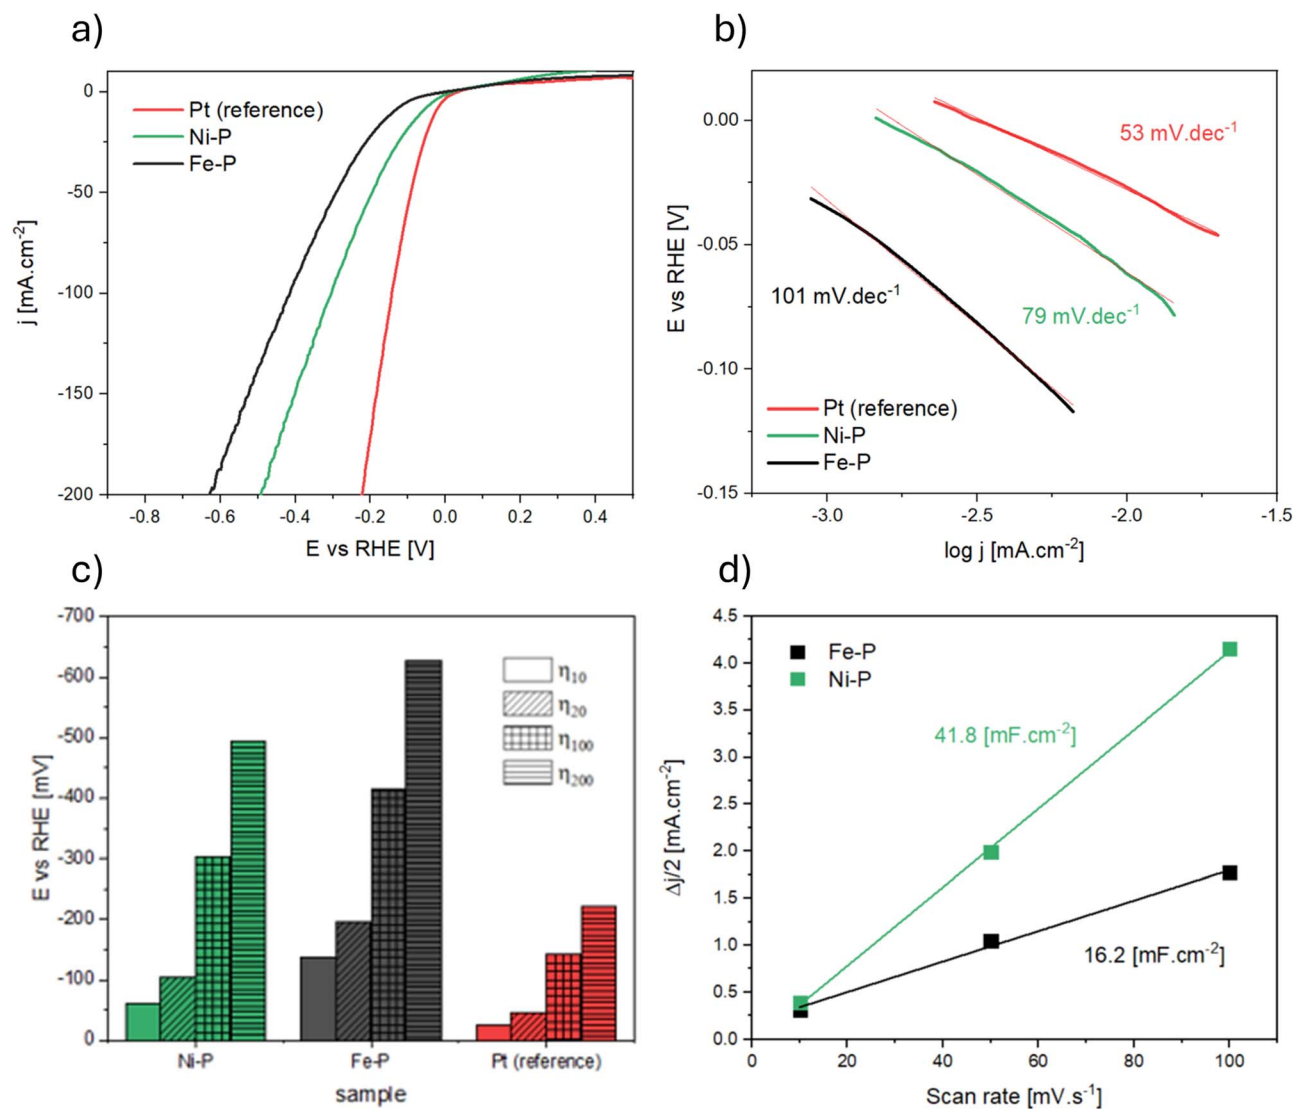 a)
0
-50
-100
-150
-200
j [mA.cm-2]
Pt (reference)
Ni-P
Fe-P
-0.8 -0.6 -0.4 -0.2 0.0 0.2 0.4
E vs RHE [V]
b)
0.00
-0.05
-0.10
-0.15
E vs RHE [V]
53 mV.dec-1
79 mV.dec-1
101 mV.dec-1
Pt (reference)
Ni-P
Fe-P
-3.0 -2.5 -2.0 -1.5
log j [mA.cm-2]
c)
-700
-600
-500
-400
-300
-200
-100
0
E vs RHE [mV]
η10
η20
η100
η200
Ni-P Fe-P Pt (reference)
sample
d)
4.5
4.0
3.5
3.0
2.5
2.0
1.5
1.0
0.5
0.0
Δj/2 [mA.cm-2]
Fe-P
Ni-P
41.8 [mF.cm-2]
16.2 [mF.cm-2]
0 20 40 60 80 100
Scan rate [mV.s-1]